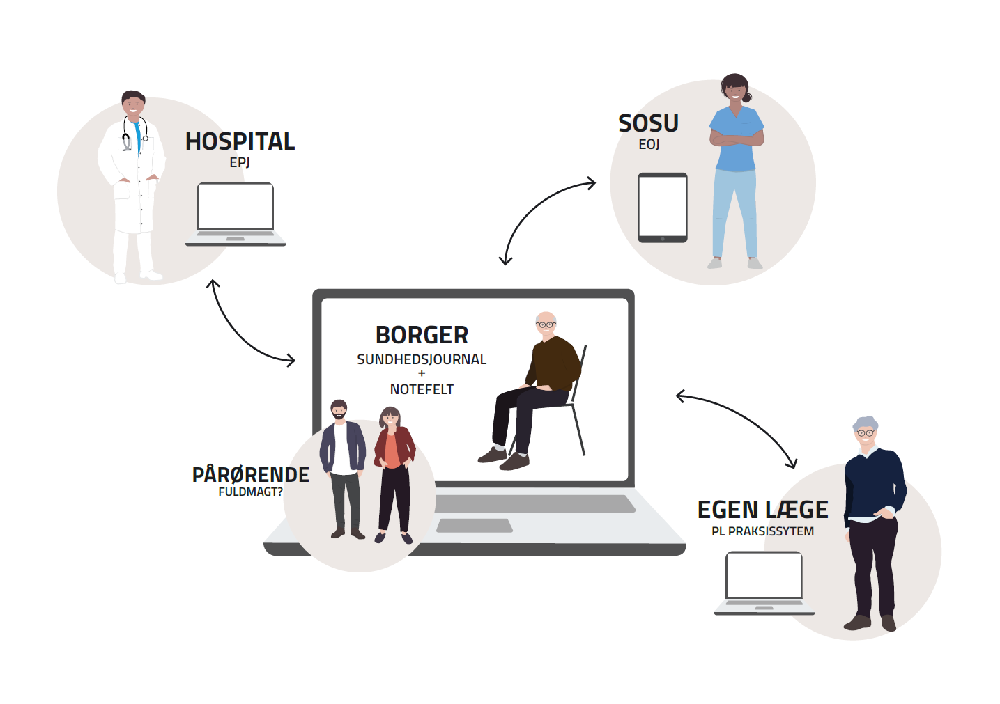 HOSPITAL
EPJ
SOSU
EOJ
BORGER
SUNDHEDSJOURNAL
+
NOTEFELT
PÅRØRENDE
FULDMAGT?
EGEN LÆGE
PL PRAKSISSYTEM